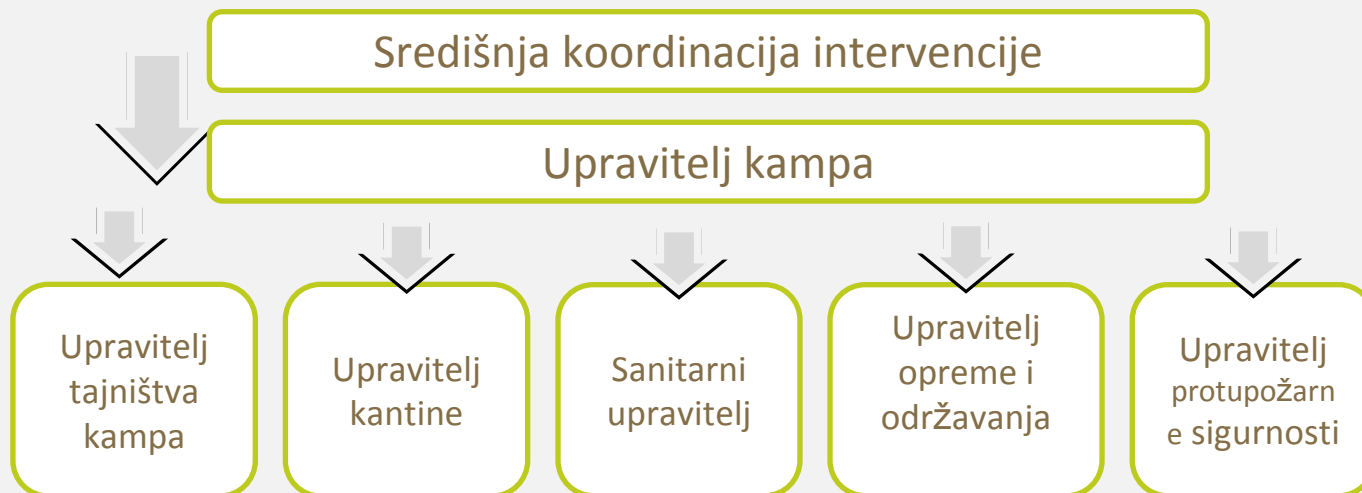 Središnja koordinacija intervencije
Upravitelj kampa
Upravitelj
tajništva
kampa
Upravitelj
kantine
Sanitarni
upravitelj
Upravitelj
opreme i
održavanja
Upravitelj
protupožarn
e sigurnosti